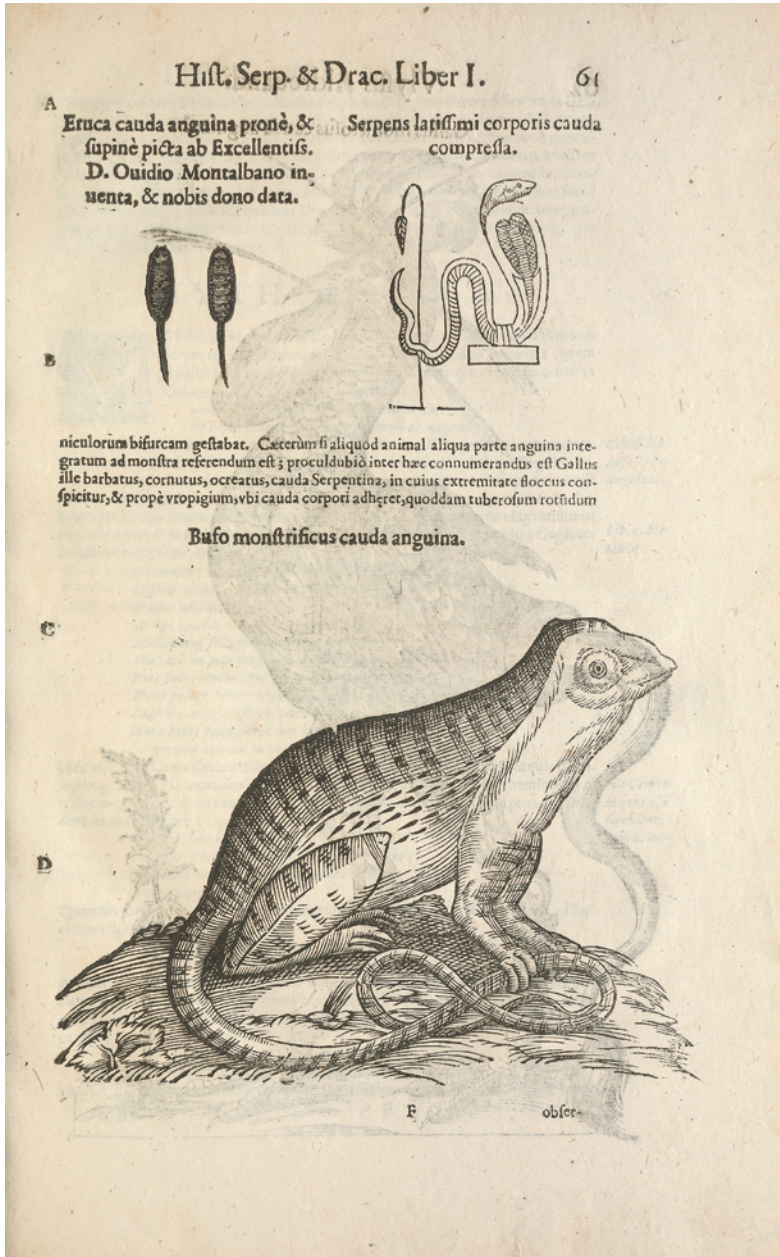 Hiſt. Serp. & Drac. Liber I. 61
A
Eruca cauda anguina pronè, &
ſupinè picta ab Excellentiſs.
D. Ouidio Montalbano in-
uenta, & nobis dono data.
Serpens latiſſimi corporis cauda
compreſſa.
B
niculorum bifurcam geſtabat. Cæterùm ſi aliquod animal aliqua parte anguina inte-
gratum ad monſtra referendum eſt; proculdubiò inter hæc connumerandus eſt Gallus
ille barbatus, cornutus, ocreatus, cauda Serpentina, in cuius extremitate floccus con-
ſpicitur, & propè vropigium, vbi cauda corpori adhęret, quoddam tuberoſum rotũdum
Bufo monſtrificus cauda anguina.
C
D
F obſer-